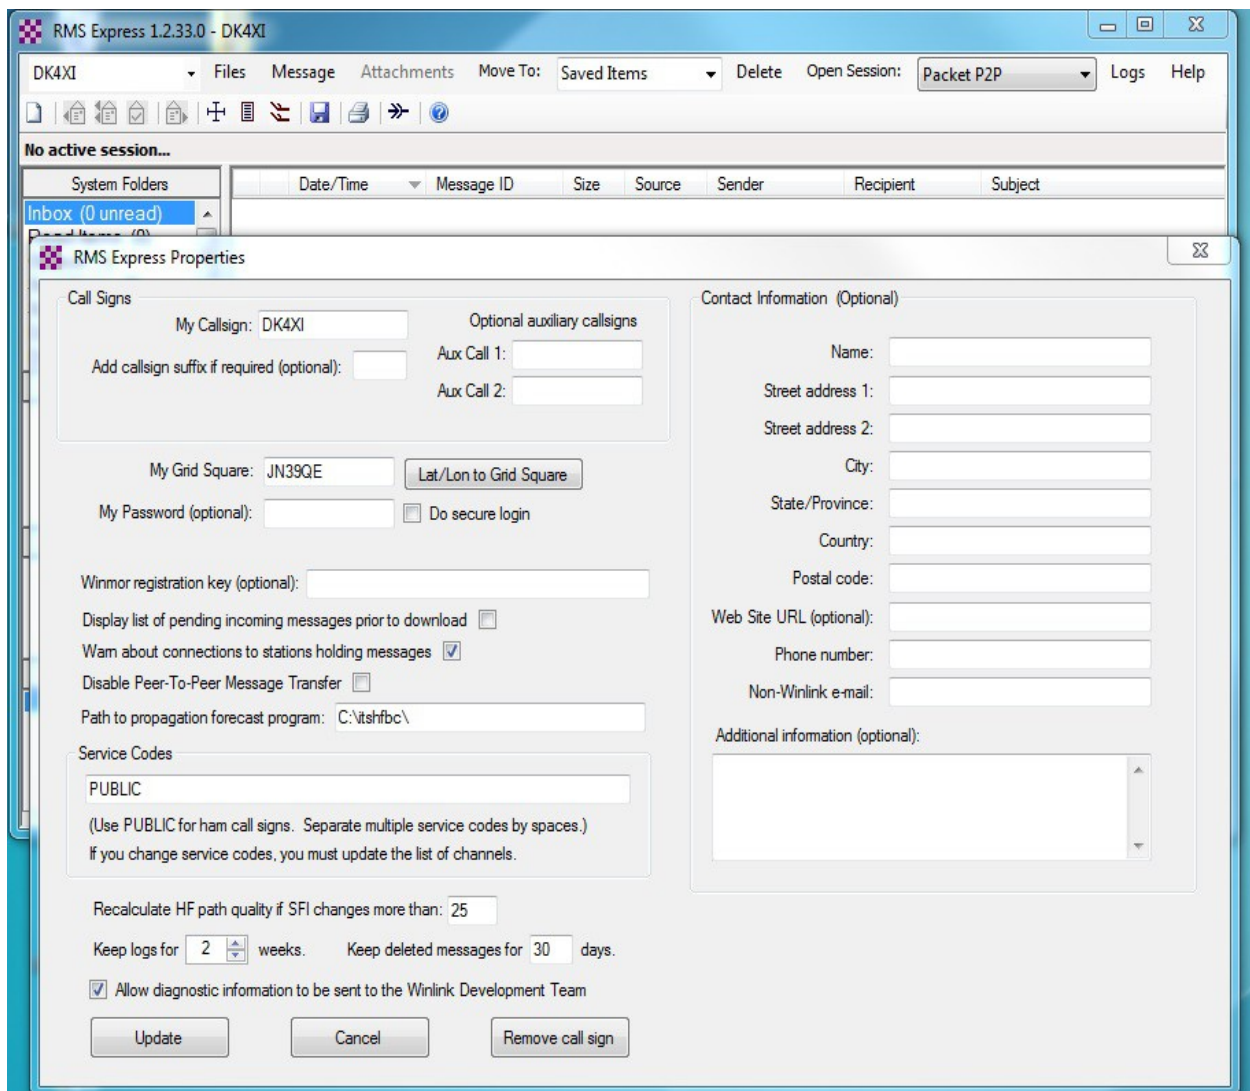 RMS Express 1.2.33.0 - DK4XI
DK4XI Files Message Attachments Move To: Saved Items Delete Open Session: Packet P2P Logs Help
No active session...
System Folders Date/Time Message ID Size Source Sender Recipient Subject
Inbox (0 unread)
Read Items (0)
RMS Express Properties
Call Signs
My Callsign: DK4XI
Optional auxiliary callsigns
Add callsign suffix if required (optional):
Aux Call 1:
Aux Call 2:
My Grid Square: JN39QE Lat/Lon to Grid Square
My Password (optional): Do secure login
Winmor registration key (optional):
Display list of pending incoming messages prior to download
Warn about connections to stations holding messages
Disable Peer-To-Peer Message Transfer
Path to propagation forecast program: C:\itshfbc\
Service Codes
PUBLIC
(Use PUBLIC for ham call signs. Separate multiple service codes by spaces.)
If you change service codes, you must update the list of channels.
Recalculate HF path quality if SFI changes more than: 25
Keep logs for 2 weeks. Keep deleted messages for 30 days.
Allow diagnostic information to be sent to the Winlink Development Team
Update Cancel Remove call sign
Contact Information (Optional)
Name:
Street address 1:
Street address 2:
City:
State/Province:
Country:
Postal code:
Web Site URL (optional):
Phone number:
Non-Winlink e-mail:
Additional information (optional):